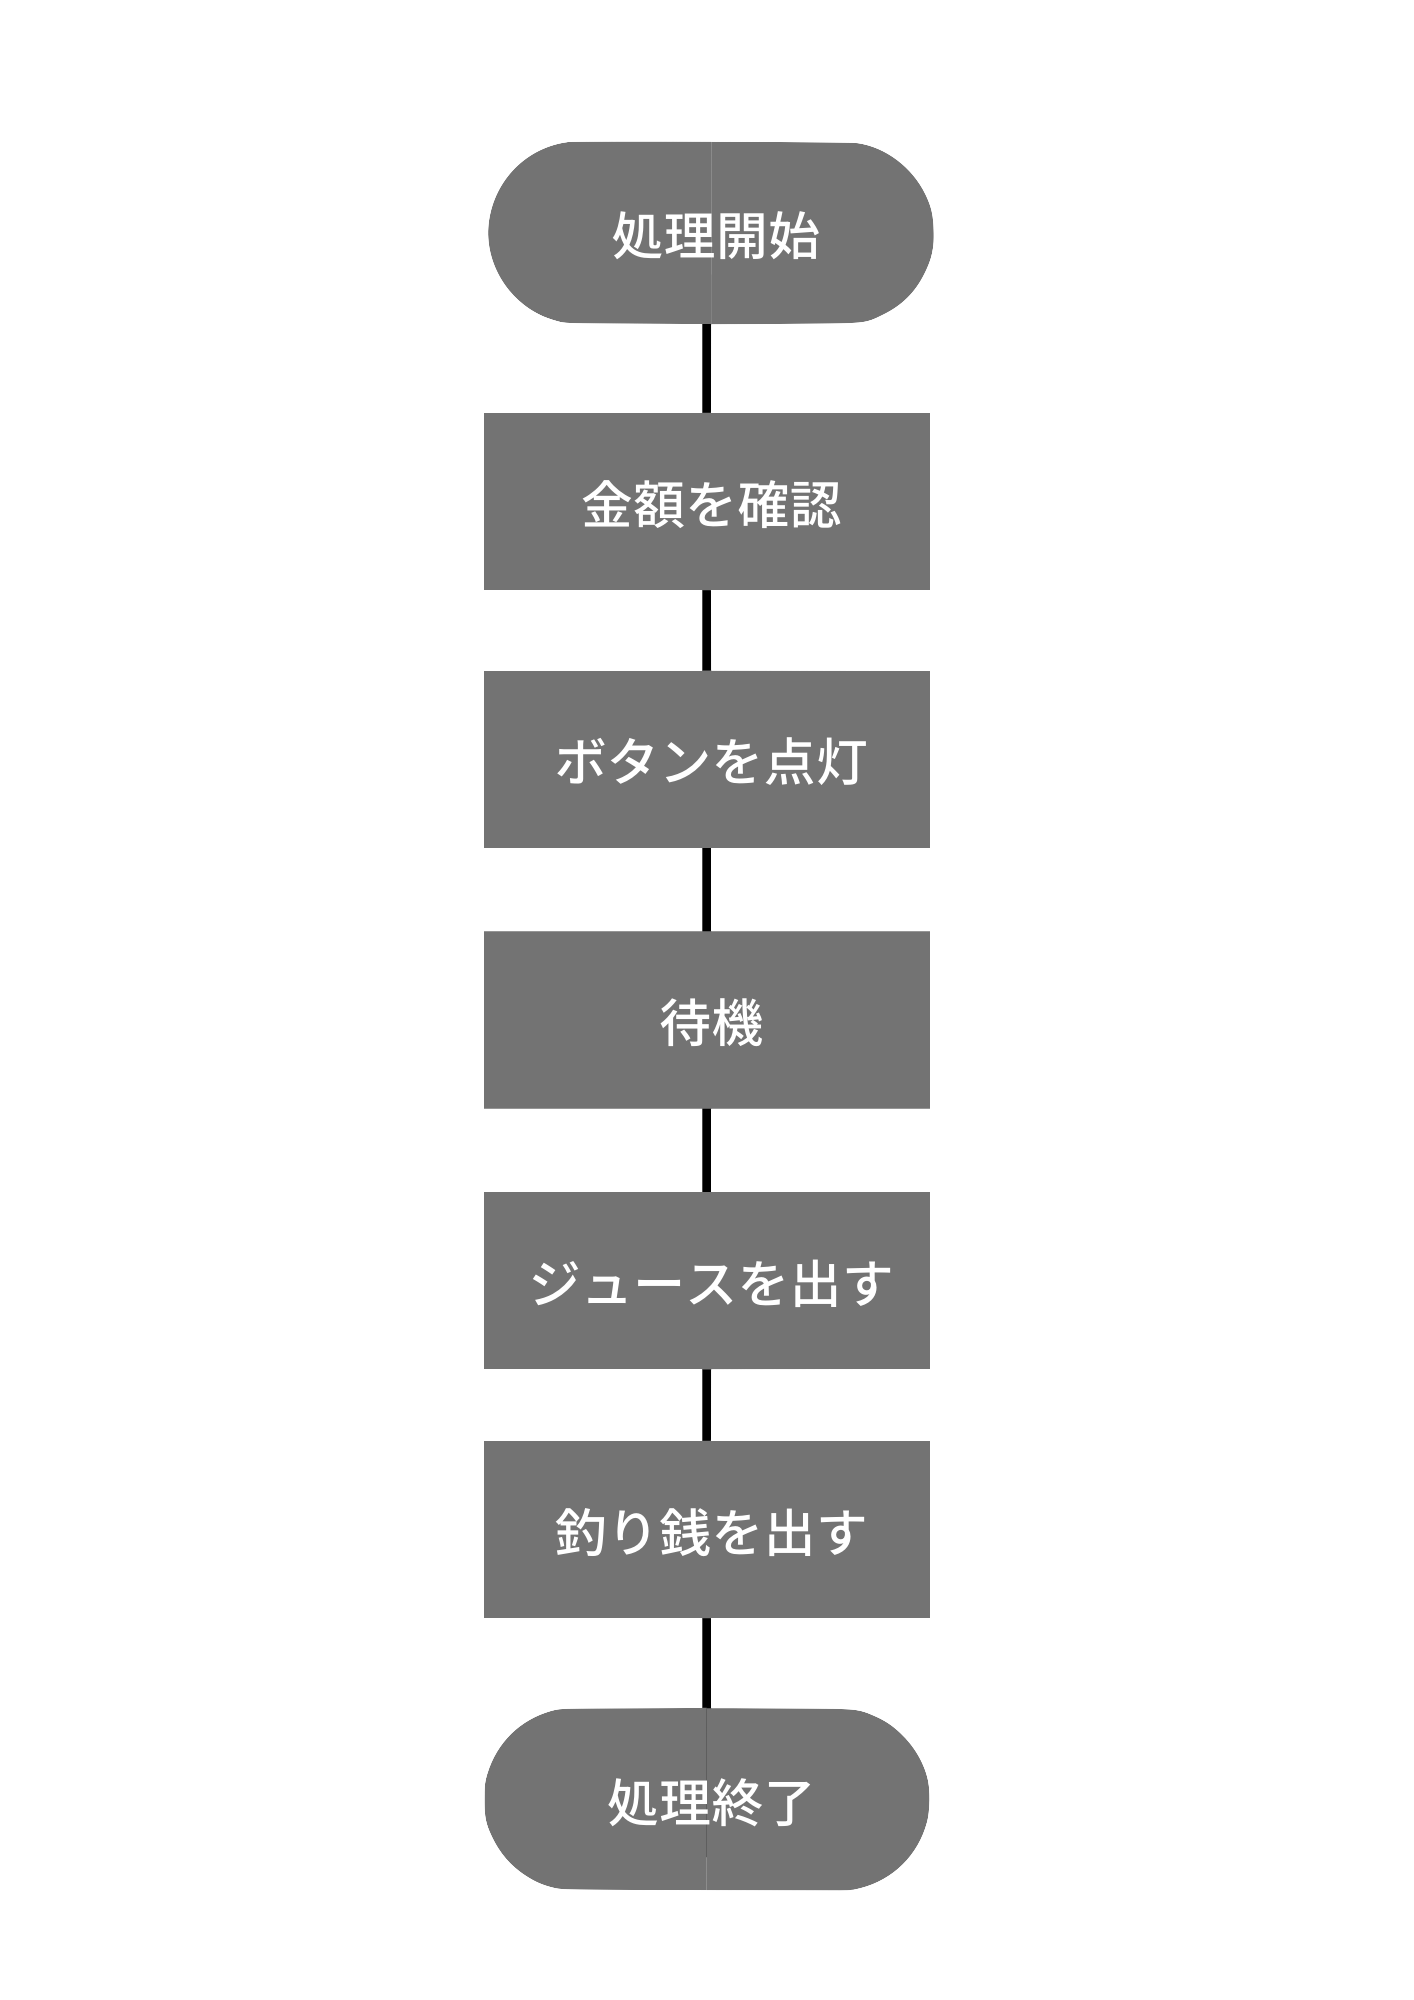 処理開始
金額を確認
ボタンを点灯
待機
ジュースを出す
釣り銭を出す
処理終了